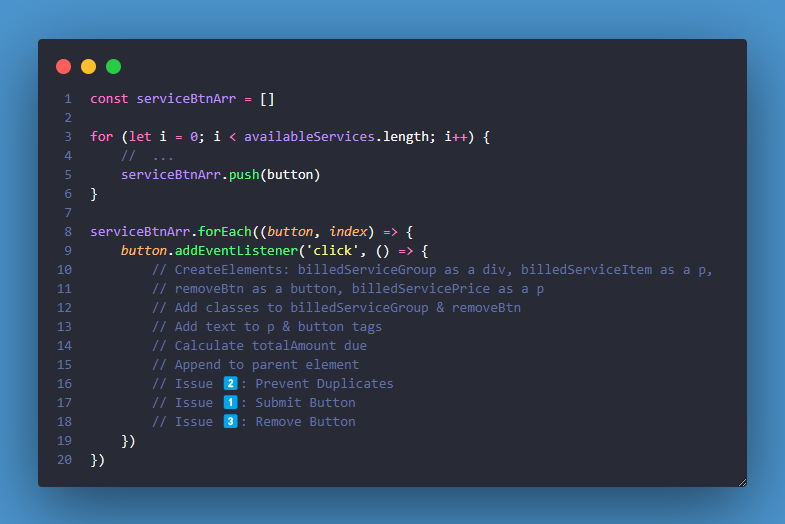 1 const serviceBtnArr = []
2
3 for (let i = 0; i < availableServices.length; i++) {
4     //  ...
5     serviceBtnArr.push(button)
6 }
7
8 serviceBtnArr.forEach((button, index) => {
9     button.addEventListener('click', () => {
10         // CreateElements: billedServiceGroup as a div, billedServiceItem as a p,
11         // removeBtn as a button, billedServicePrice as a p
12         // Add classes to billedServiceGroup & removeBtn
13         // Add text to p & button tags
14         // Calculate totalAmount due
15         // Append to parent element
16         // Issue 2️⃣: Prevent Duplicates
17         // Issue 1️⃣: Submit Button
18         // Issue 3️⃣: Remove Button
19     })
20 })